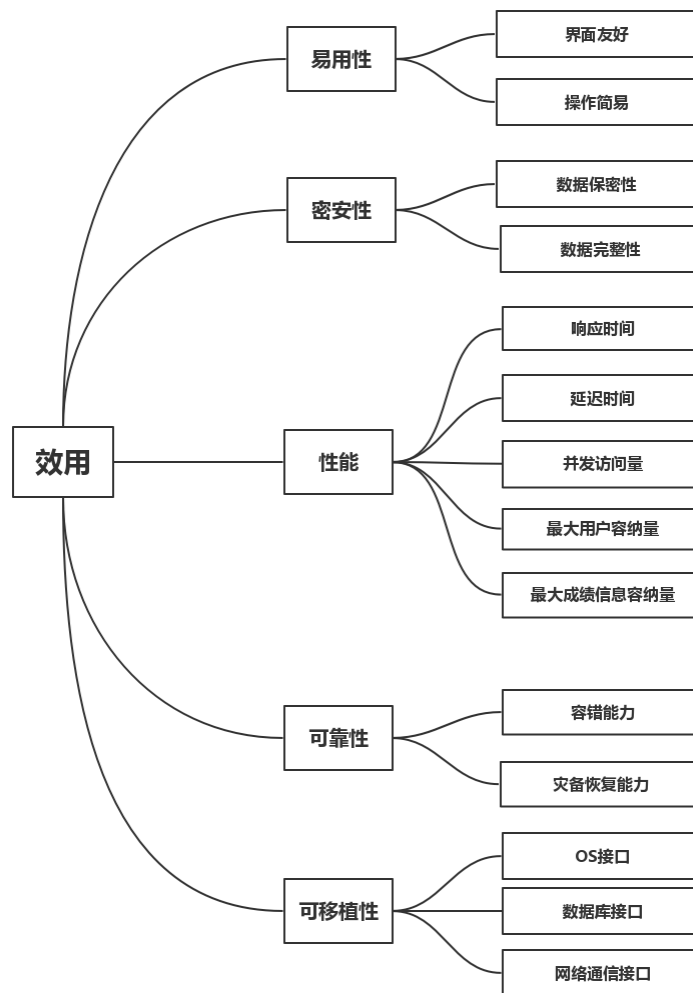 效用
易用性
界面友好
操作简易
密安性
数据保密性
数据完整性
性能
响应时间
延迟时间
并发访问量
最大用户容纳量
最大成绩信息容纳量
可靠性
容错能力
灾备恢复能力
可移植性
OS接口
数据库接口
网络通信接口